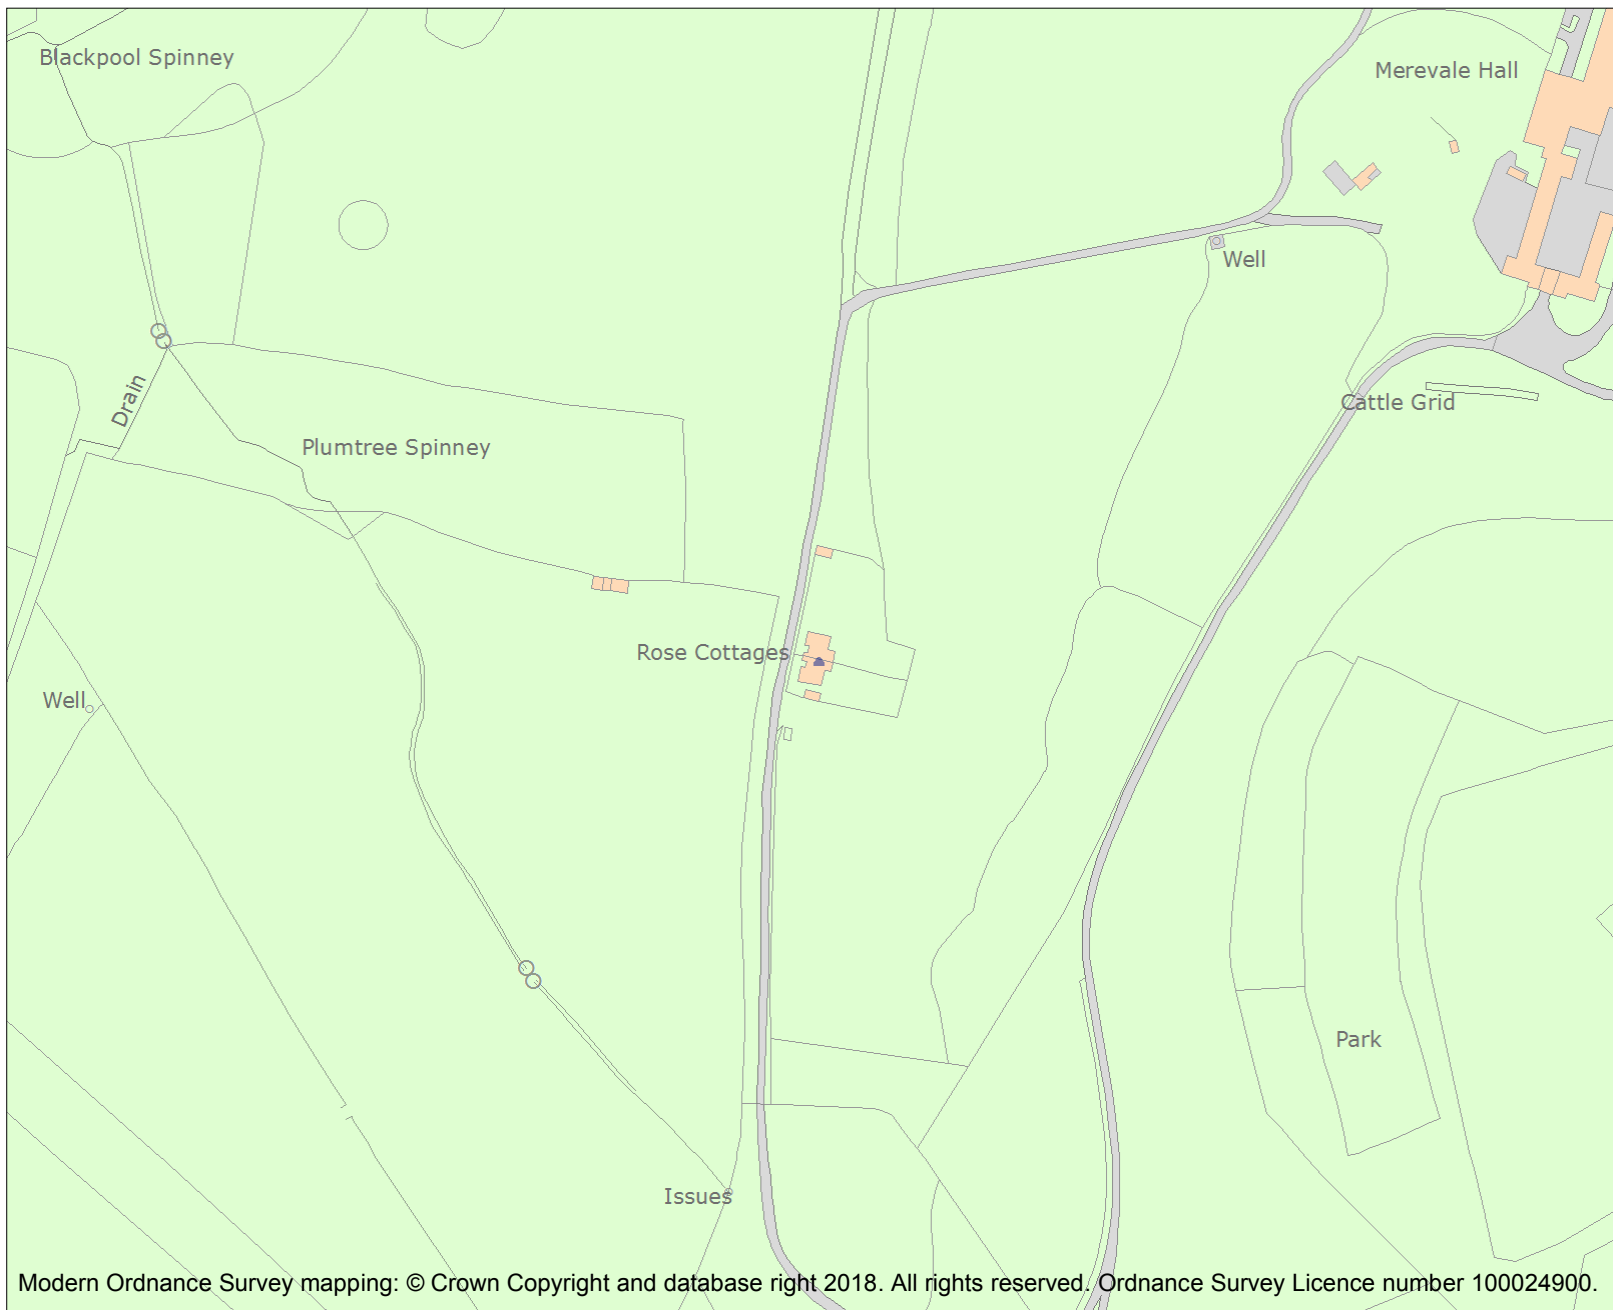 Blackpool Spinney
Merevale Hall
Well
Drain
Cattle Grid
Plumtree Spinney
Rose Cottages
Well
Park
Issues
Modern Ordnance Survey mapping: © Crown Copyright and database right 2018. All rights reserved. Ordnance Survey Licence number 100024900.